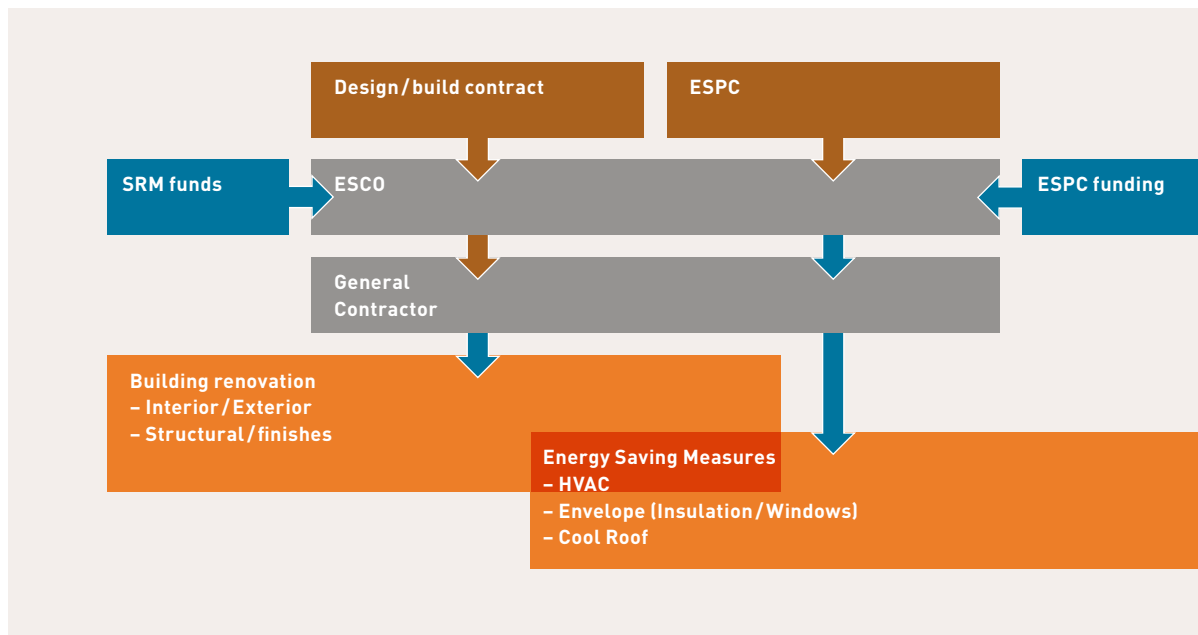 Design/build contract
ESPC
SRM funds
ESCO
ESPC funding
General
Contractor
Building renovation
– Interior/Exterior
– Structural/finishes
Energy Saving Measures
– HVAC
– Envelope (Insulation/Windows)
– Cool Roof